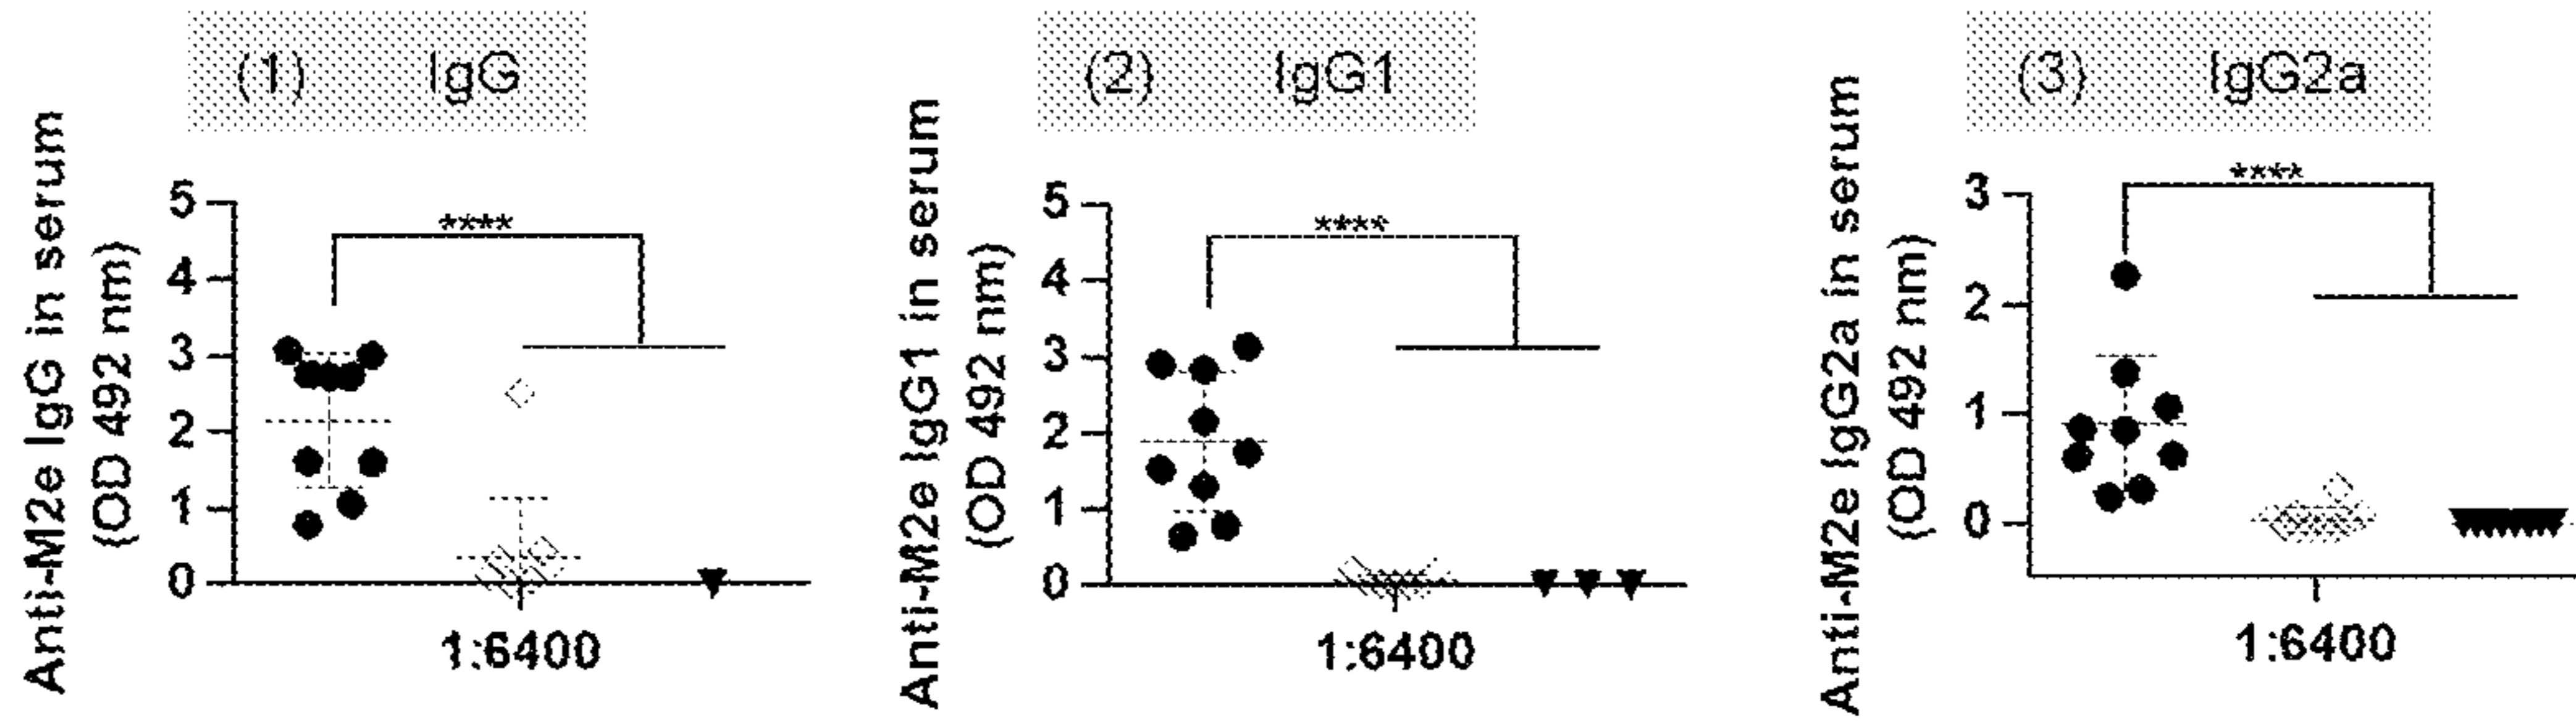 (1) IgG
Anti-M2e IgG in serum
(OD 492 nm)
5
4
3
2
1
0
****
1:6400
(2) IgG1
Anti-M2e IgG1 in serum
(OD 492 nm)
5
4
3
2
1
0
****
1:6400
(3) IgG2a
Anti-M2e IgG2a in serum
(OD 492 nm)
3
2
1
0
****
1:6400